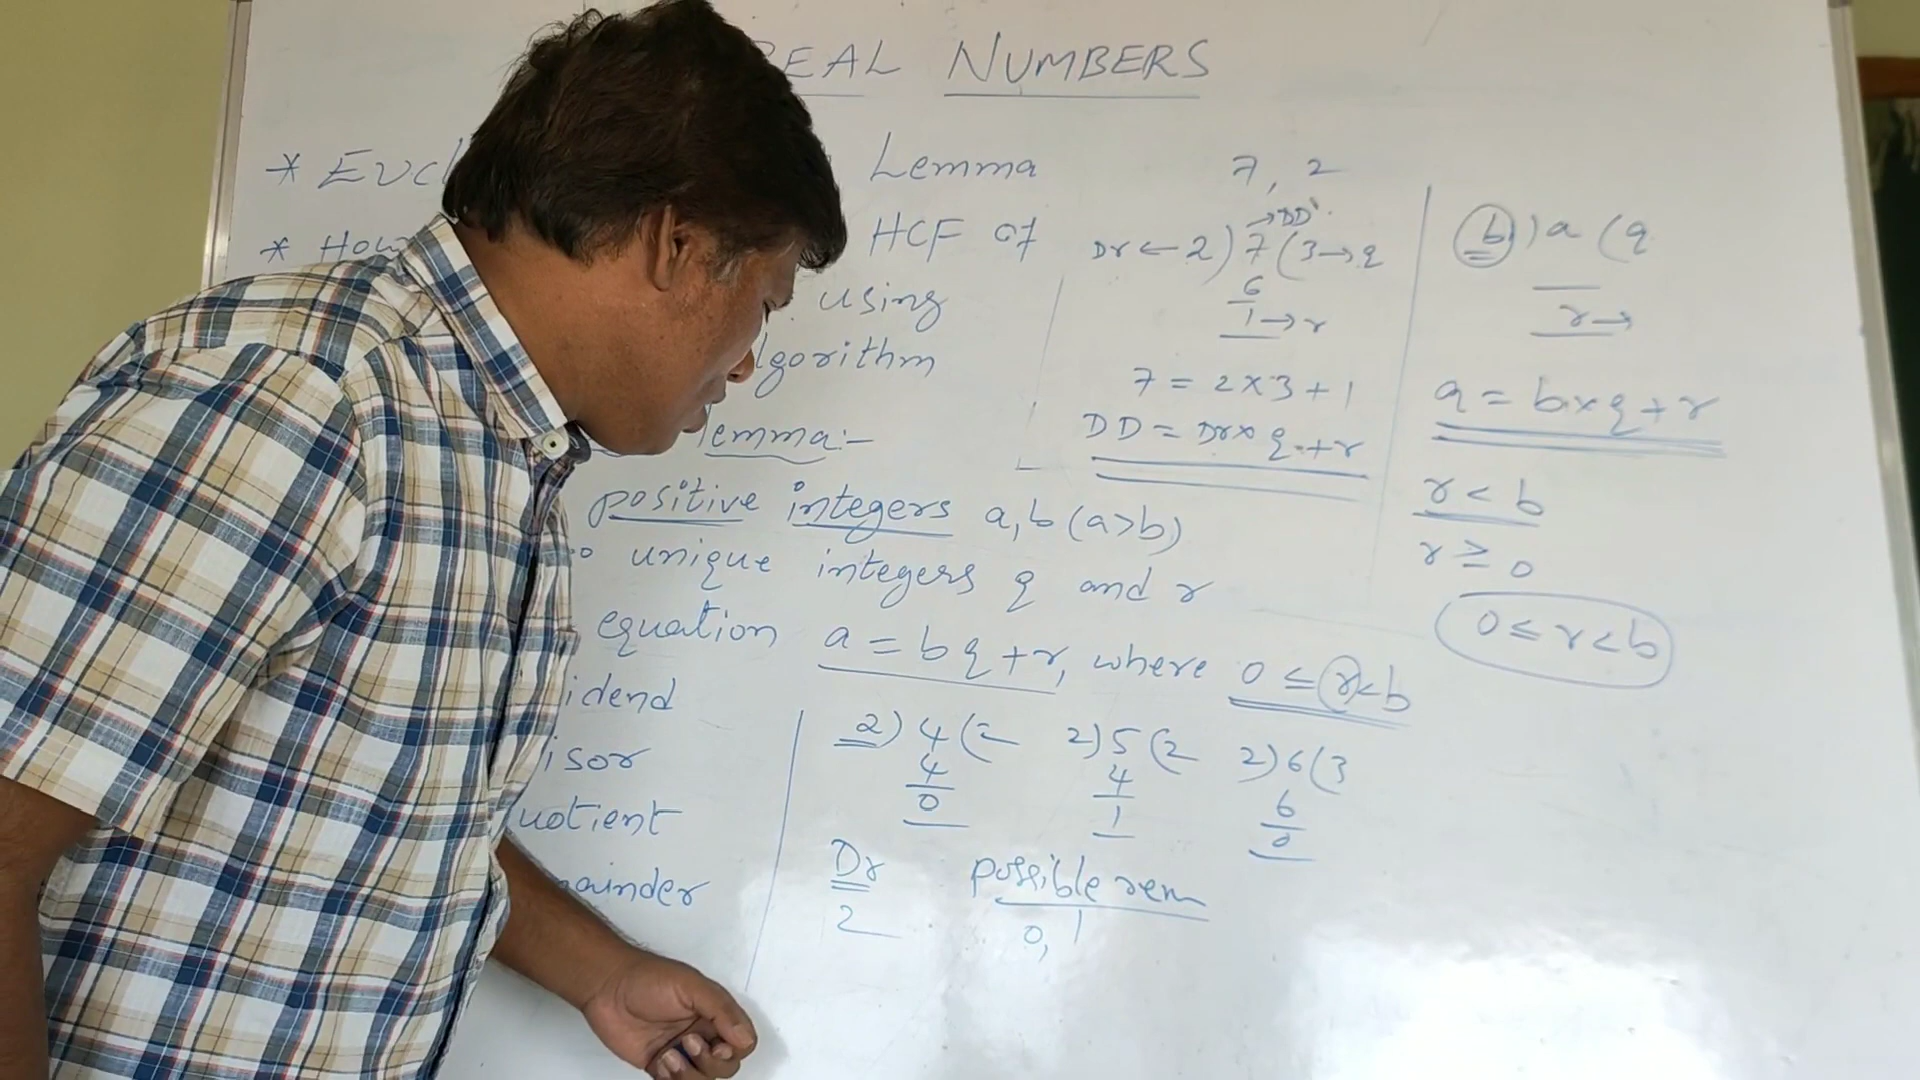 EAL NUMBERS
* Eucl Lemma
* How HCF of
using
lgorithm
emma:-
positive integers a,b (a>b)
unique integers q and r
equation a = bq+r, where 0 ≤ r < b
idend
isor
uotient
mainder
7, 2
→DD
Dr ← 2) 7 (3→q
6
1→r
7 = 2×3+1
DD = Dr×q+r
b) a (q
r→
a = b×q+r
r < b
r ≥ 0
0 ≤ r < b
2) 4 (2 2) 5 (2 2) 6 (3
4 4 6
0 1 0
Dr possible rem
2 0, 1